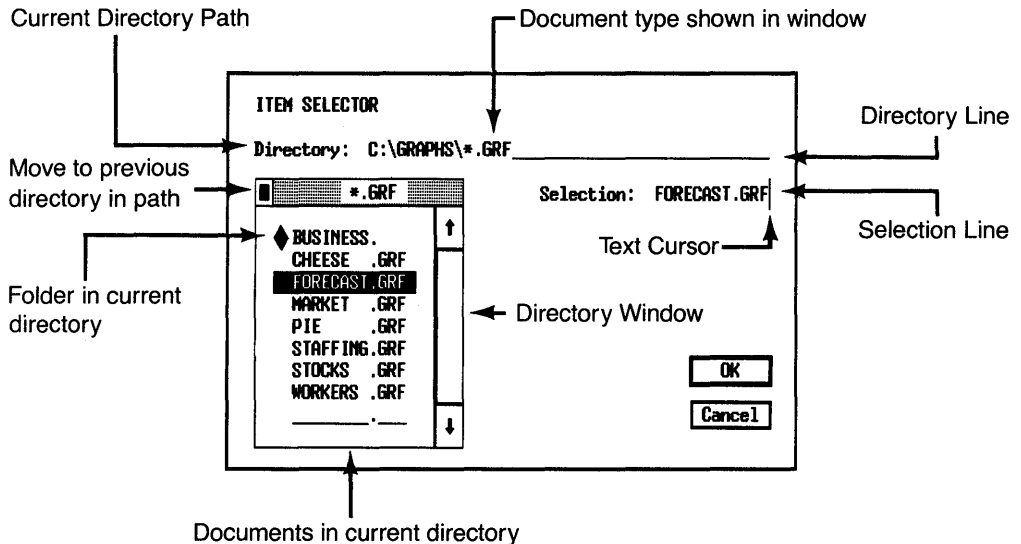 Current Directory Path
Document type shown in window
ITEM SELECTOR
Directory Line
Directory: C:\GRAPHS\*.GRF
Move to previous
directory in path
*.GRF
Selection: FORECAST.GRF
Selection Line
Text Cursor
BUSINESS.
CHEESE .GRF
FORECAST.GRF
MARKET .GRF
PIE .GRF
STAFFING.GRF
STOCKS .GRF
WORKERS .GRF
________.___
Folder in current
directory
Directory Window
OK
Cancel
Documents in current directory